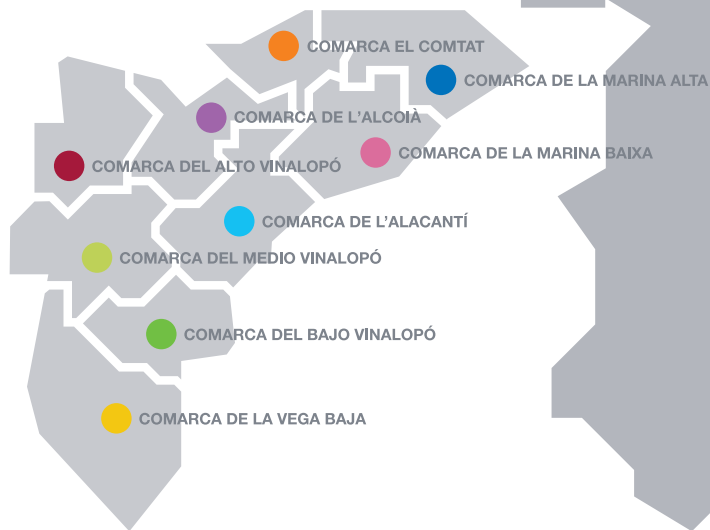 COMARCA EL COMTAT
COMARCA DE LA MARINA ALTA
COMARCA DE L'ALCOIÀ
COMARCA DE LA MARINA BAIXA
COMARCA DEL ALTO VINALOPÓ
COMARCA DE L'ALACANTÍ
COMARCA DEL MEDIO VINALOPÓ
COMARCA DEL BAJO VINALOPÓ
COMARCA DE LA VEGA BAJA